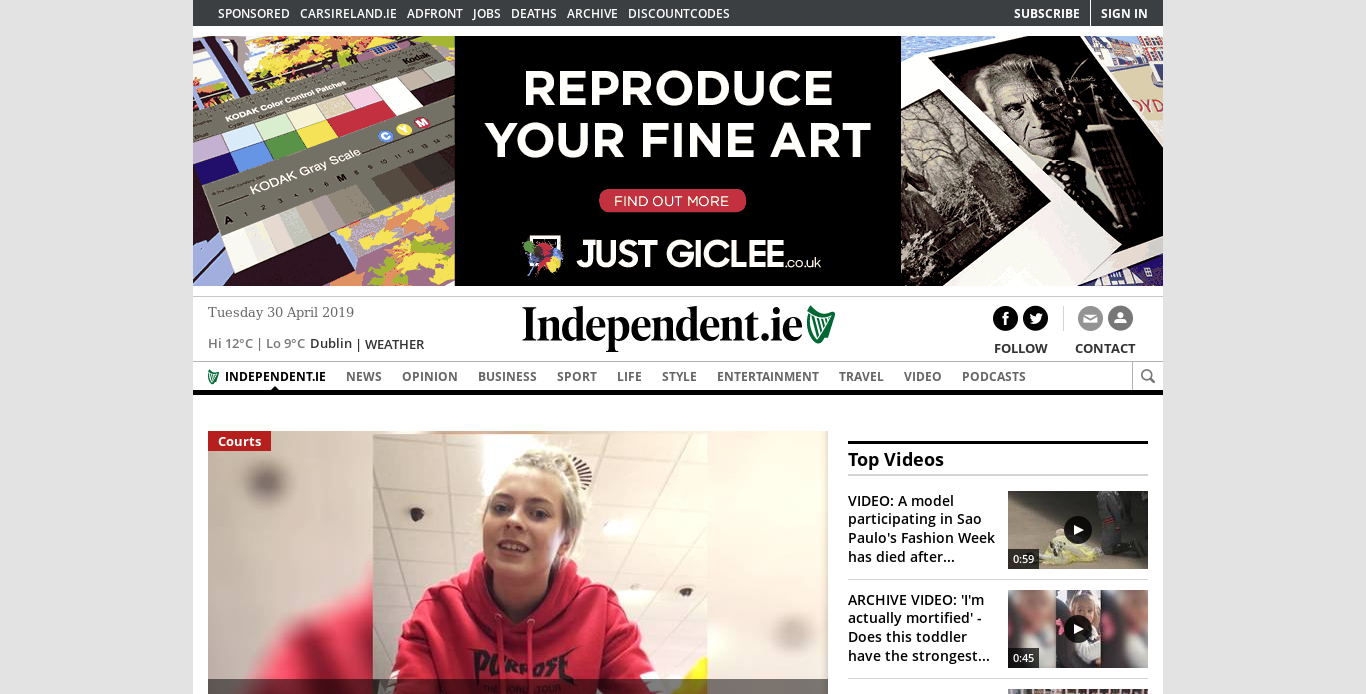 SPONSORED CARSIRELAND.IE ADFRONT JOBS DEATHS ARCHIVE DISCOUNTCODES SUBSCRIBE SIGN IN
Kodak
KODAK Color Control Patches
KODAK Gray Scale
C Y M
A 1 2 3 4 5 6 M 8 9 10 11 12 13 14 15
REPRODUCE
YOUR FINE ART
FIND OUT MORE
JUST GICLEE.co.uk
Tuesday 30 April 2019
Independent.ie
Hi 12°C | Lo 9°C Dublin | WEATHER
FOLLOW CONTACT
INDEPENDENT.IE NEWS OPINION BUSINESS SPORT LIFE STYLE ENTERTAINMENT TRAVEL VIDEO PODCASTS
Courts
Top Videos
VIDEO: A model
participating in Sao
Paulo's Fashion Week
has died after...
0:59
ARCHIVE VIDEO: 'I'm
actually mortified' -
Does this toddler
have the strongest...
0:45
PURPOSE